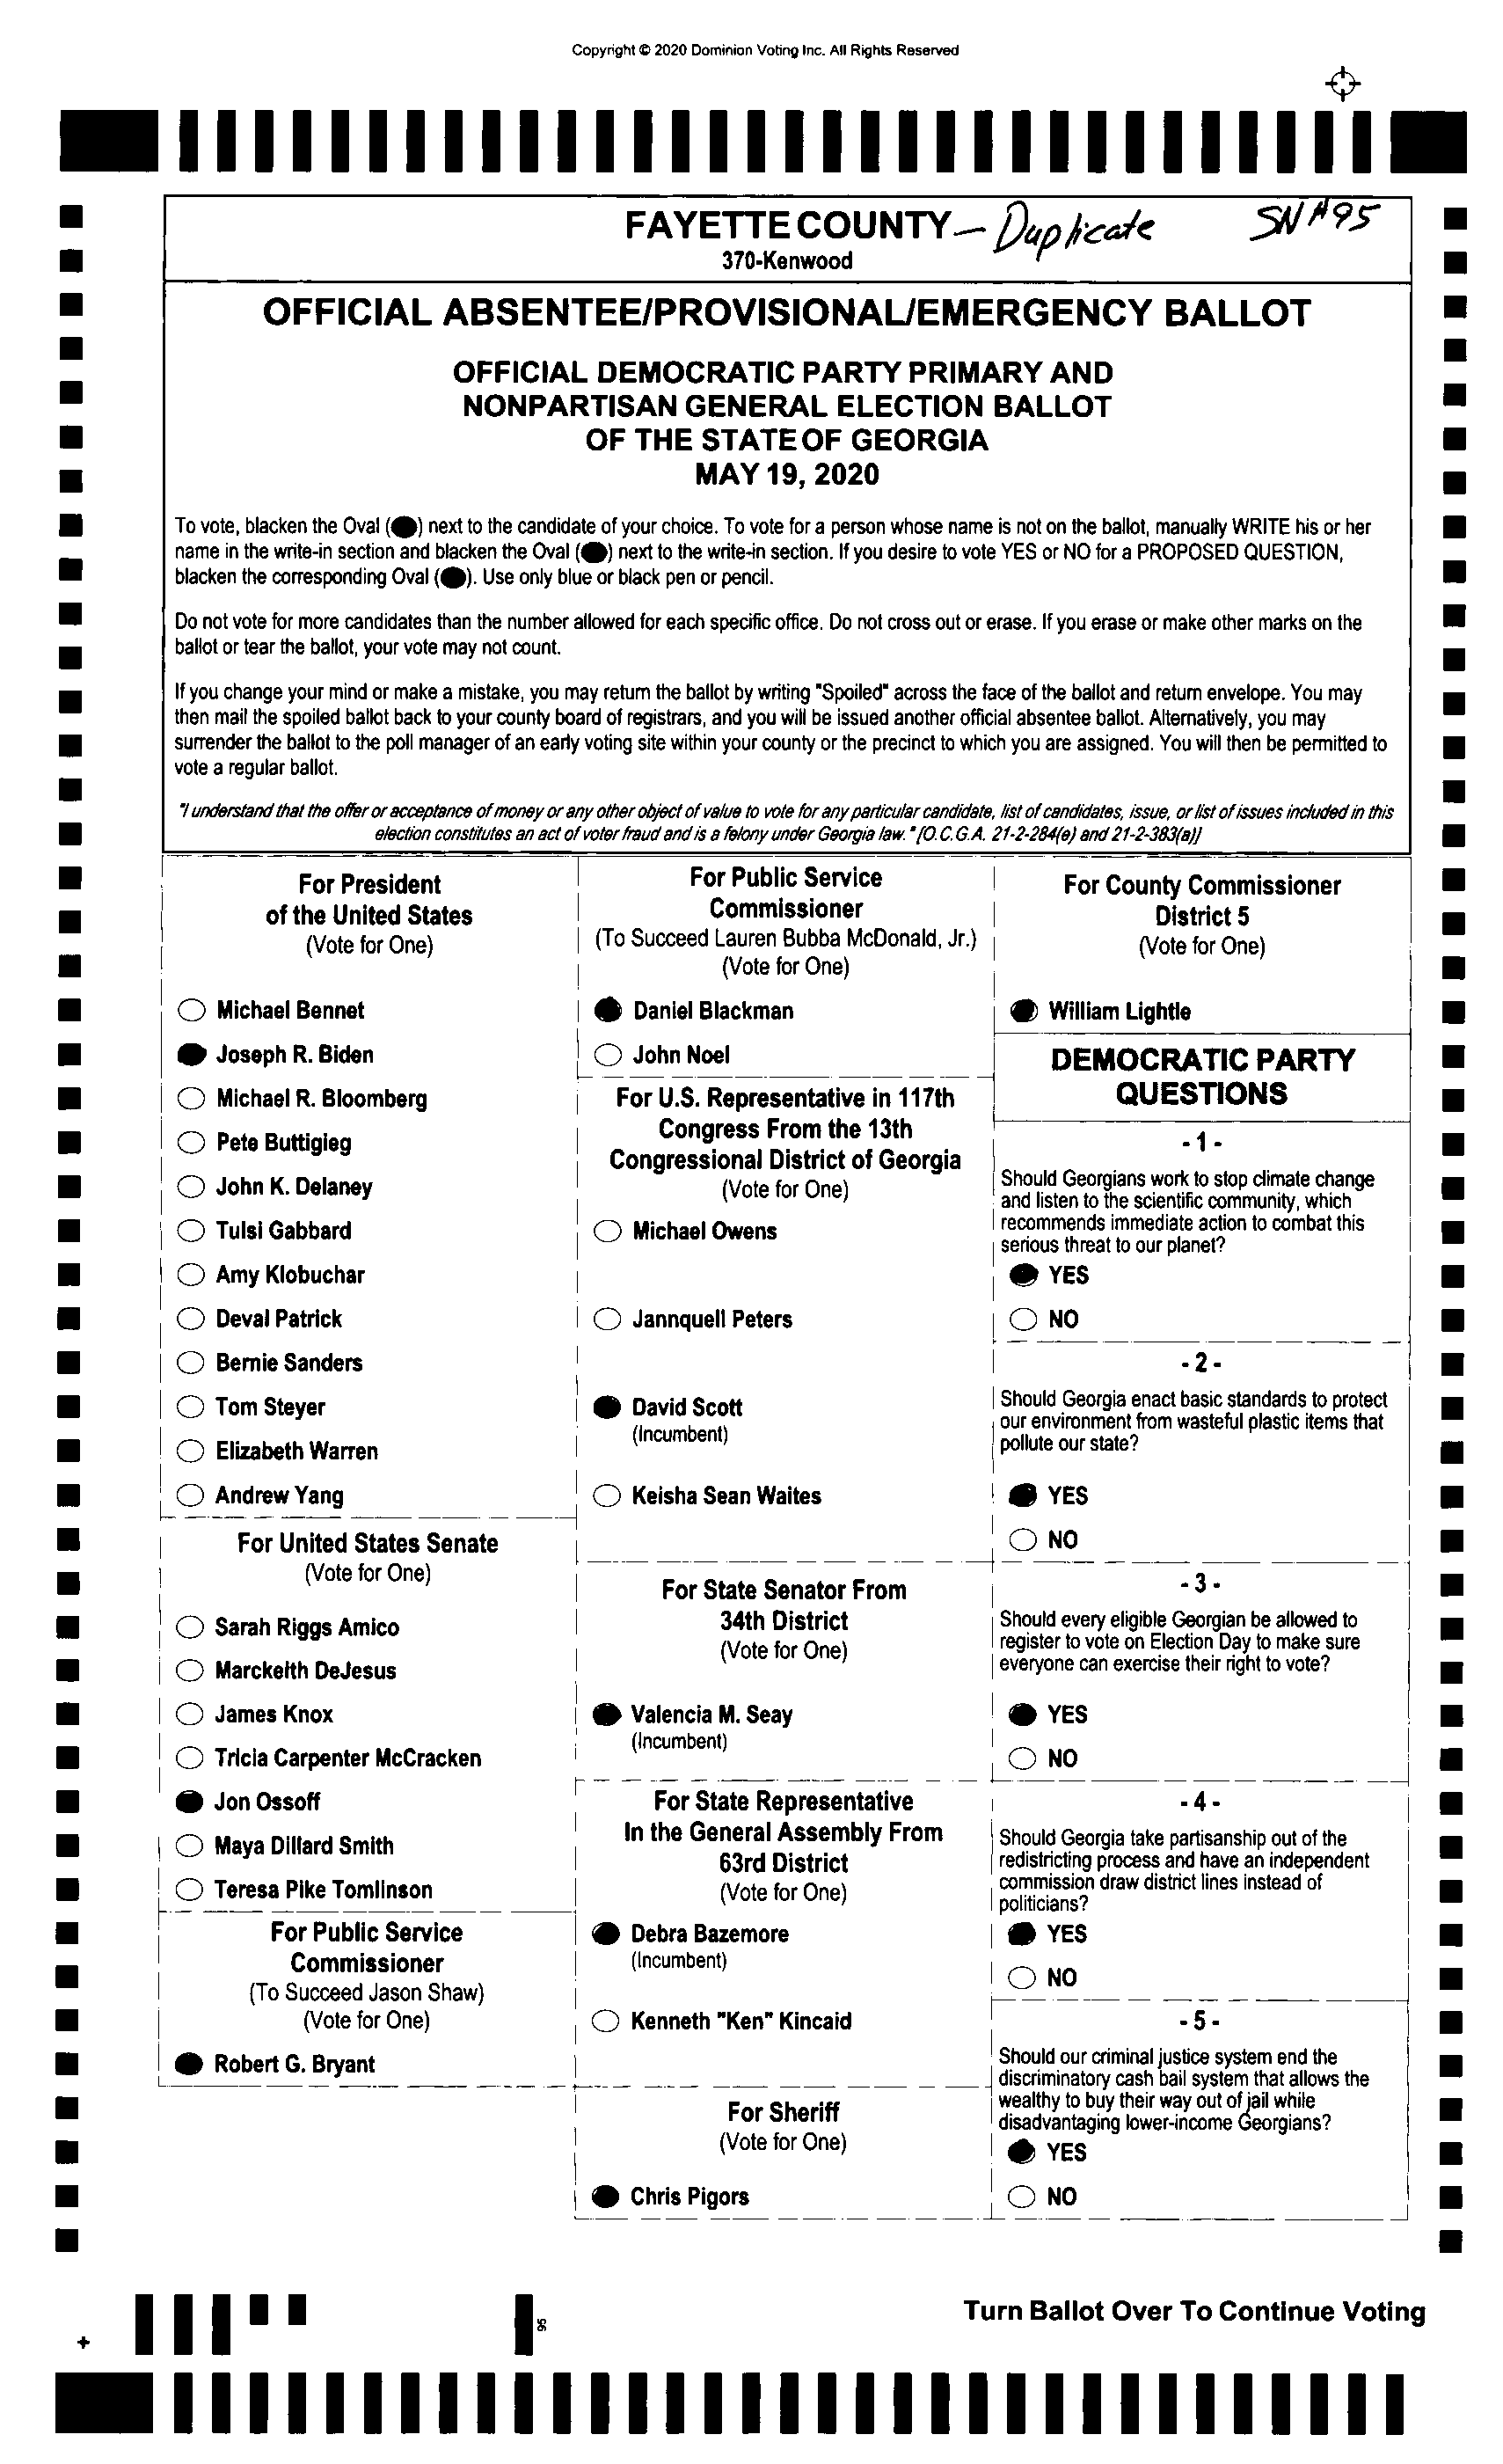 Copyright © 2020 Dominion Voting Inc. All Rights Reserved
FAYETTE COUNTY - Duplicate SN #95
370-Kenwood
OFFICIAL ABSENTEE/PROVISIONAL/EMERGENCY BALLOT
OFFICIAL DEMOCRATIC PARTY PRIMARY AND
NONPARTISAN GENERAL ELECTION BALLOT
OF THE STATE OF GEORGIA
MAY 19, 2020
To vote, blacken the Oval ( ) next to the candidate of your choice. To vote for a person whose name is not on the ballot, manually WRITE his or her
name in the write-in section and blacken the Oval ( ) next to the write-in section. If you desire to vote YES or NO for a PROPOSED QUESTION,
blacken the corresponding Oval ( ). Use only blue or black pen or pencil.
Do not vote for more candidates than the number allowed for each specific office. Do not cross out or erase. If you erase or make other marks on the
ballot or tear the ballot, your vote may not count.
If you change your mind or make a mistake, you may return the ballot by writing "Spoiled" across the face of the ballot and return envelope. You may
then mail the spoiled ballot back to your county board of registrars, and you will be issued another official absentee ballot. Alternatively, you may
surrender the ballot to the poll manager of an early voting site within your county or the precinct to which you are assigned. You will then be permitted to
vote a regular ballot.
"I understand that the offer or acceptance of money or any other object of value to vote for any particular candidate, list of candidates, issue, or list of issues included in this
election constitutes an act of voter fraud and is a felony under Georgia law." [O.C.G.A. 21-2-284(e) and 21-2-383(a)]
For President
of the United States
(Vote for One)
Michael Bennet
Joseph R. Biden
Michael R. Bloomberg
Pete Buttigieg
John K. Delaney
Tulsi Gabbard
Amy Klobuchar
Deval Patrick
Bernie Sanders
Tom Steyer
Elizabeth Warren
Andrew Yang
For United States Senate
(Vote for One)
Sarah Riggs Amico
Marckeith DeJesus
James Knox
Tricia Carpenter McCracken
Jon Ossoff
Maya Dillard Smith
Teresa Pike Tomlinson
For Public Service
Commissioner
(To Succeed Jason Shaw)
(Vote for One)
Robert G. Bryant
For Public Service
Commissioner
(To Succeed Lauren Bubba McDonald, Jr.)
(Vote for One)
Daniel Blackman
John Noel
For U.S. Representative in 117th
Congress From the 13th
Congressional District of Georgia
(Vote for One)
Michael Owens
Jannquell Peters
David Scott
(Incumbent)
Keisha Sean Waites
For State Senator From
34th District
(Vote for One)
Valencia M. Seay
(Incumbent)
For State Representative
In the General Assembly From
63rd District
(Vote for One)
Debra Bazemore
(Incumbent)
Kenneth "Ken" Kincaid
For Sheriff
(Vote for One)
Chris Pigors
For County Commissioner
District 5
(Vote for One)
William Lightle
DEMOCRATIC PARTY
QUESTIONS
- 1 -
Should Georgians work to stop climate change
and listen to the scientific community, which
recommends immediate action to combat this
serious threat to our planet?
YES
NO
- 2 -
Should Georgia enact basic standards to protect
our environment from wasteful plastic items that
pollute our state?
YES
NO
- 3 -
Should every eligible Georgian be allowed to
register to vote on Election Day to make sure
everyone can exercise their right to vote?
YES
NO
- 4 -
Should Georgia take partisanship out of the
redistricting process and have an independent
commission draw district lines instead of
politicians?
YES
NO
- 5 -
Should our criminal justice system end the
discriminatory cash bail system that allows the
wealthy to buy their way out of jail while
disadvantaging lower-income Georgians?
YES
NO
Turn Ballot Over To Continue Voting
95